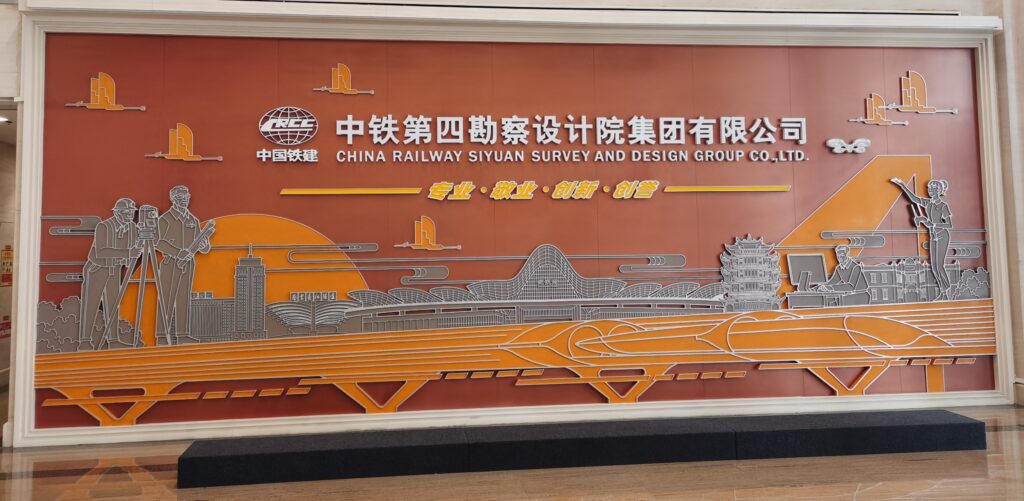 CRCC
中国铁建
中铁第四勘察设计院集团有限公司
CHINA RAILWAY SIYUAN SURVEY AND DESIGN GROUP CO.,LTD.
专业·敬业·创新·创誉